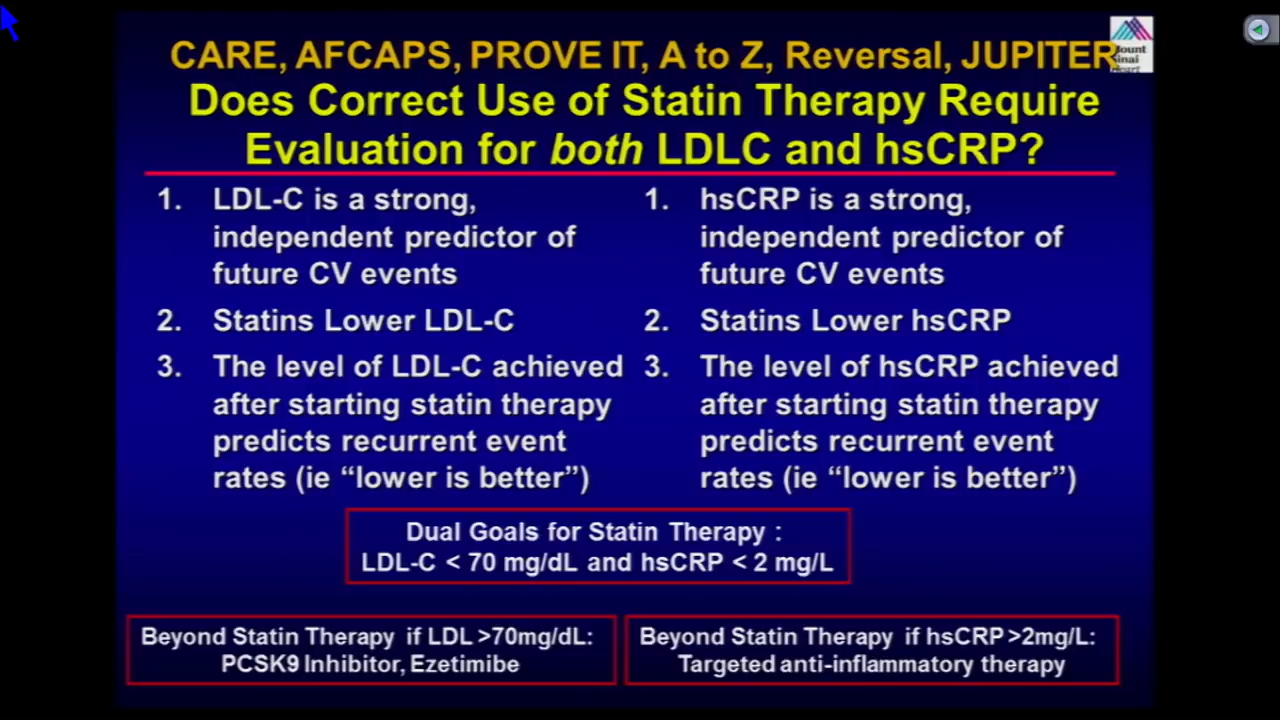 CARE, AFCAPS, PROVE IT, A to Z, Reversal, JUPITER
Mount
Sinai
Heart
Does Correct Use of Statin Therapy Require
Evaluation for both LDLC and hsCRP?
1. LDL-C is a strong,
independent predictor of
future CV events
2. Statins Lower LDL-C
3. The level of LDL-C achieved
after starting statin therapy
predicts recurrent event
rates (ie “lower is better”)
1. hsCRP is a strong,
independent predictor of
future CV events
2. Statins Lower hsCRP
3. The level of hsCRP achieved
after starting statin therapy
predicts recurrent event
rates (ie “lower is better”)
Dual Goals for Statin Therapy :
LDL-C < 70 mg/dL and hsCRP < 2 mg/L
Beyond Statin Therapy if LDL >70mg/dL:
PCSK9 Inhibitor, Ezetimibe
Beyond Statin Therapy if hsCRP >2mg/L:
Targeted anti-inflammatory therapy